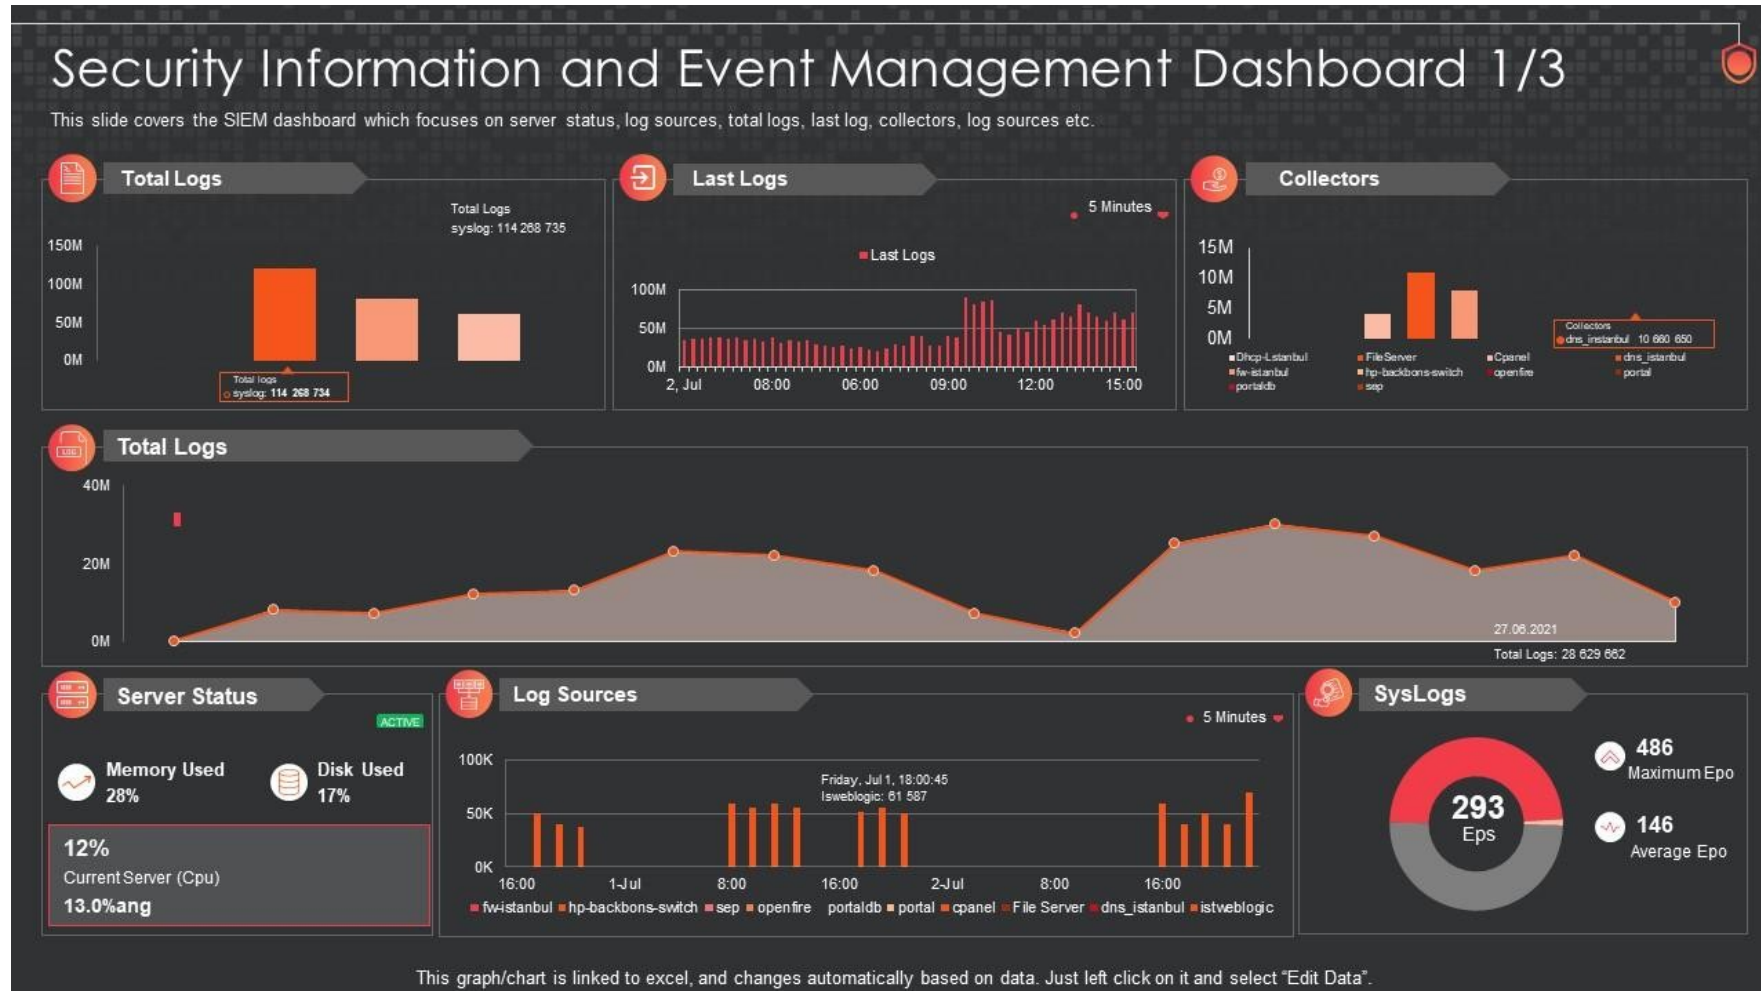 Security Information and Event Management Dashboard 1/3
This slide covers the SIEM dashboard which focuses on server status, log sources, total logs, last log, collectors, log sources etc.
Total Logs
Total Logs
syslog: 114 268 735
150M
100M
50M
0M
Total logs
syslog: 114 268 734
Last Logs
5 Minutes
Last Logs
100M
50M
0M
2, Jul 08:00 06:00 09:00 12:00 15:00
Collectors
15M
10M
5M
0M
Collectors
dns_instanbul 10 660 650
Dhcp-Lstanbul File Server Cpanel dns_istanbul
fw-istanbul hp-backbons-switch openfire portal
portaldb sep
Total Logs
40M
20M
0M
27.06.2021
Total Logs: 28 629 662
Server Status
ACTIVE
Memory Used
28%
Disk Used
17%
12%
Current Server (Cpu)
13.0%ang
Log Sources
5 Minutes
100K
50K
0K
Friday, Jul 1, 18:00:45
Isweblogic: 61 587
16:00 1-Jul 8:00 16:00 2-Jul 8:00 16:00
fw-istanbul hp-backbons-switch sep openfire portaldb portal cpanel File Server dns_istanbul istweblogic
SysLogs
293
Eps
486
Maximum Epo
146
Average Epo
LOG
This graph/chart is linked to excel, and changes automatically based on data. Just left click on it and select “Edit Data”.